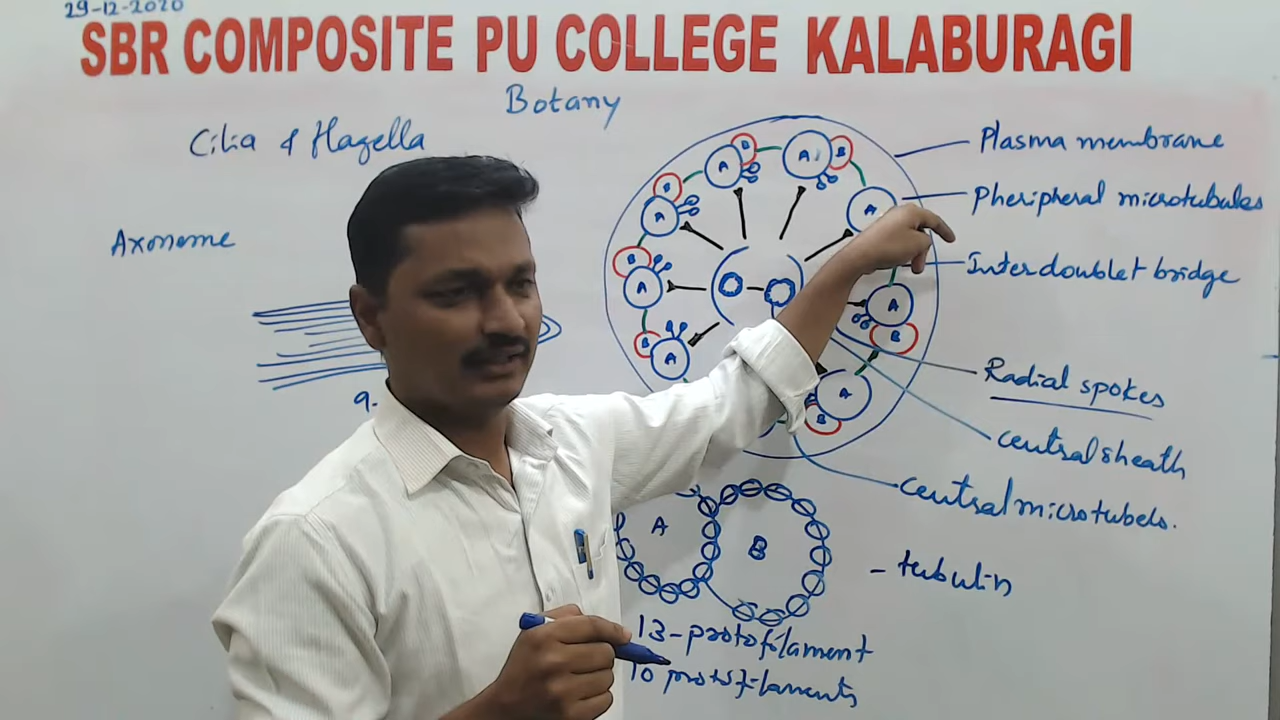 29-12-2020
SBR COMPOSITE PU COLLEGE KALABURAGI
Botany
Cilia & flagella
Axoneme
9.
Plasma membrane
Pheripheral microtubules
Interdoublet bridge
Radial spokes
central sheath
central microtubels.
B
A
A
B
A
B
A
B
A
B
A
B
A
A
B
A
B
A
B
- tubulin
13-protofilament
10 protofilaments